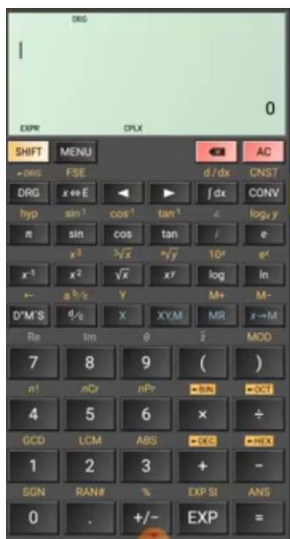 DEG
0
EXPR CPLX
SHIFT MENU AC
→DRG FSE d/dx CNST
DRG x⇔E ◄ ► ∫dx CONV
hyp sin⁻¹ cos⁻¹ tan⁻¹ ∠ logₓy
π sin cos tan i e
x³ ³√x ˣ√y 10ˣ eˣ
x⁻¹ x² √x xʸ log ln
← a b/c Y M+ M−
D°M'S d/c X XY,M MR x→M
Re Im θ z̄ MOD
7 8 9 ( )
n! nCr nPr ►BIN ►OCT
4 5 6 × ÷
GCD LCM ABS ►DEC ►HEX
1 2 3 + −
SGN RAN# % EXP SI ANS
0 . +/− EXP =